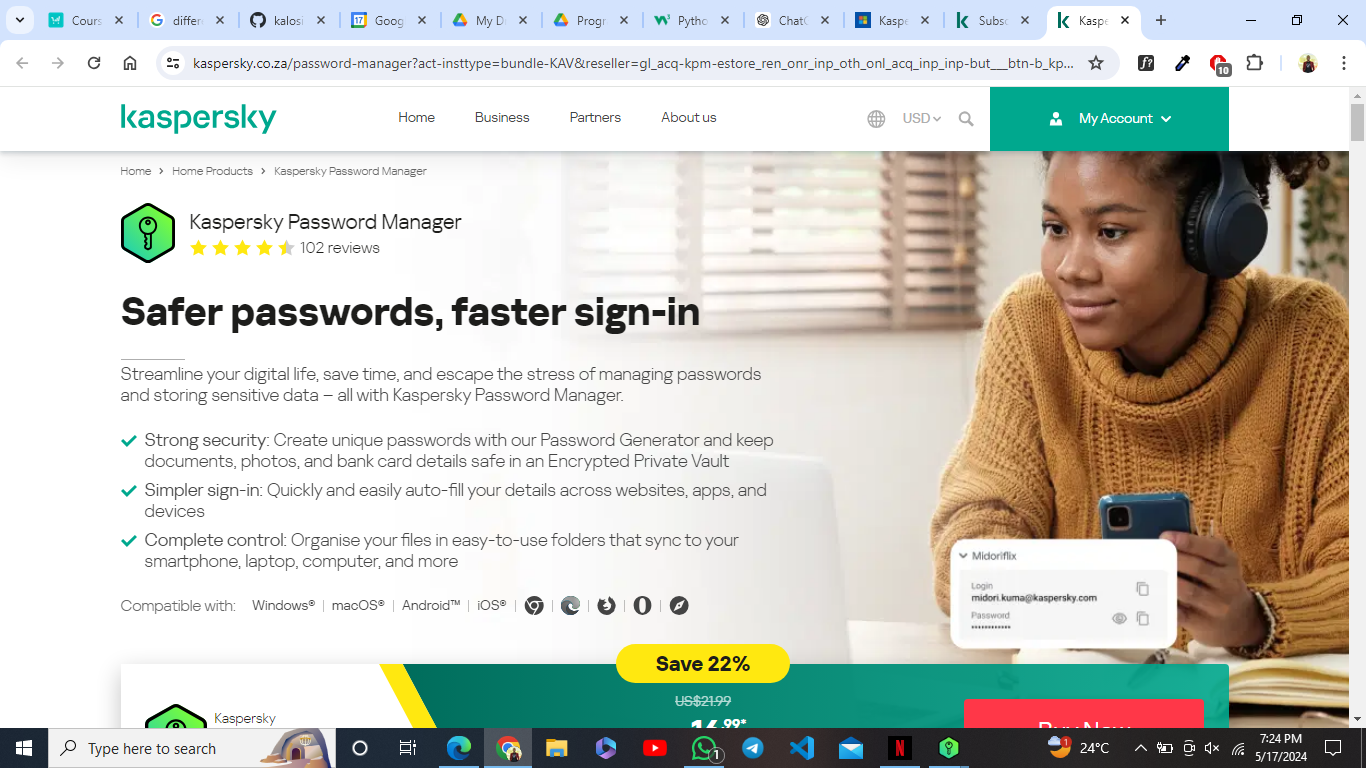 Cours
differe
kalosi
Goog
My D
Progr
Pytho
ChatG
Kaspe
Subsc
Kaspe
kaspersky.co.za/password-manager?act-insttype=bundle-KAV&reseller=gl_acq-kpm-estore_ren_onr_inp_oth_onl_acq_inp_inp-but___btn-b_kp...
10
kaspersky
Home
Business
Partners
About us
USD
My Account
Home > Home Products > Kaspersky Password Manager
Kaspersky Password Manager
102 reviews
Safer passwords, faster sign-in
Streamline your digital life, save time, and escape the stress of managing passwords
and storing sensitive data – all with Kaspersky Password Manager.
Strong security: Create unique passwords with our Password Generator and keep
documents, photos, and bank card details safe in an Encrypted Private Vault
Simpler sign-in: Quickly and easily auto-fill your details across websites, apps, and
devices
Complete control: Organise your files in easy-to-use folders that sync to your
smartphone, laptop, computer, and more
Midoriflix
Login
midori.kuma@kaspersky.com
Password
Compatible with: Windows® | macOS® | Android™ | iOS®
Save 22%
US$21.99
16.99*
Kaspersky
Buy Now
Type here to search
1
1
24°C
7:24 PM
5/17/2024